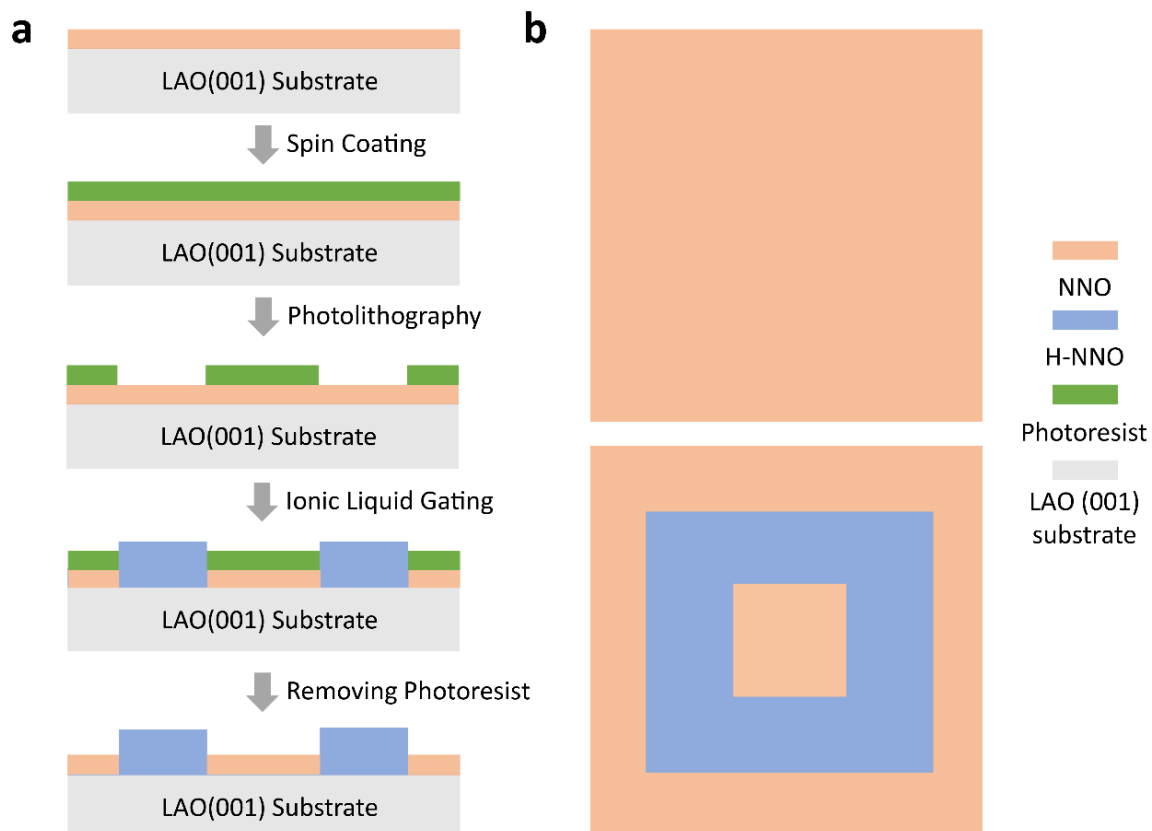 a
LAO(001) Substrate
Spin Coating
LAO(001) Substrate
Photolithography
LAO(001) Substrate
Ionic Liquid Gating
LAO(001) Substrate
Removing Photoresist
LAO(001) Substrate
b
NNO
H-NNO
Photoresist
LAO (001)
substrate